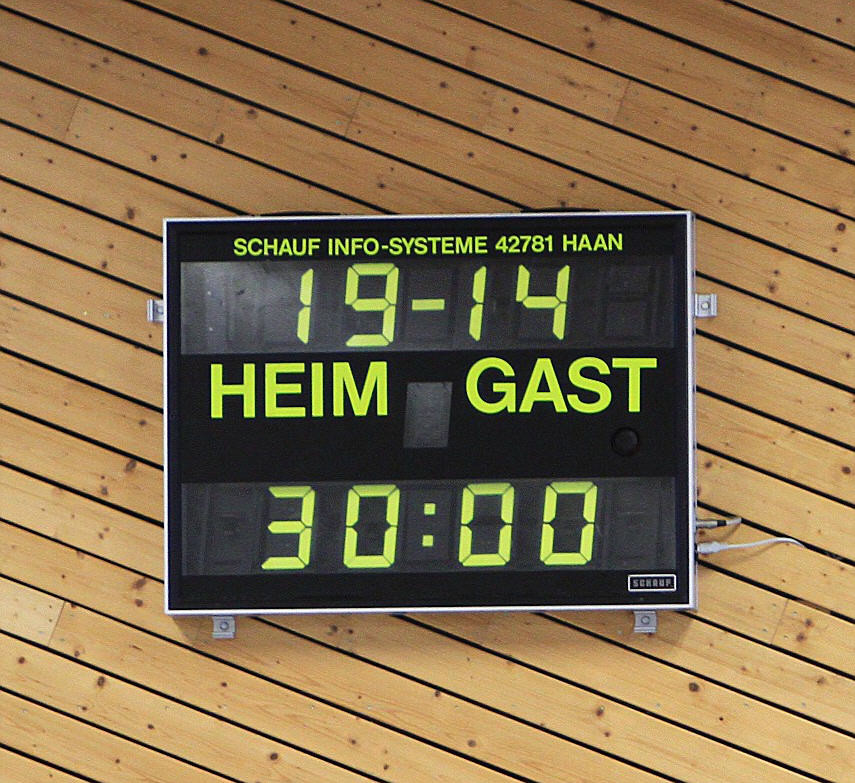 SCHAUF INFO-SYSTEME 42781 HAAN
19-14
HEIM GAST
30:00
SCHAUF